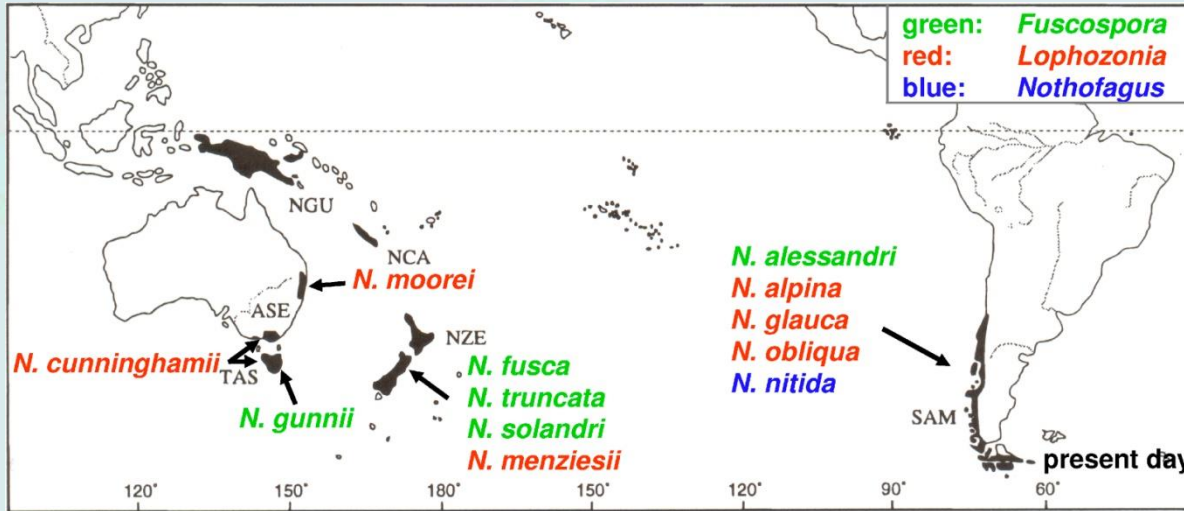 green: Fuscospora
red: Lophozonia
blue: Nothofagus
NGU
NCA
N. moorei
ASE
N. cunninghamii
TAS
N. gunnii
NZE
N. fusca
N. truncata
N. solandri
N. menziesii
N. alessandri
N. alpina
N. glauca
N. obliqua
N. nitida
SAM
present day
120° 150° 180° 120° 90° 60°